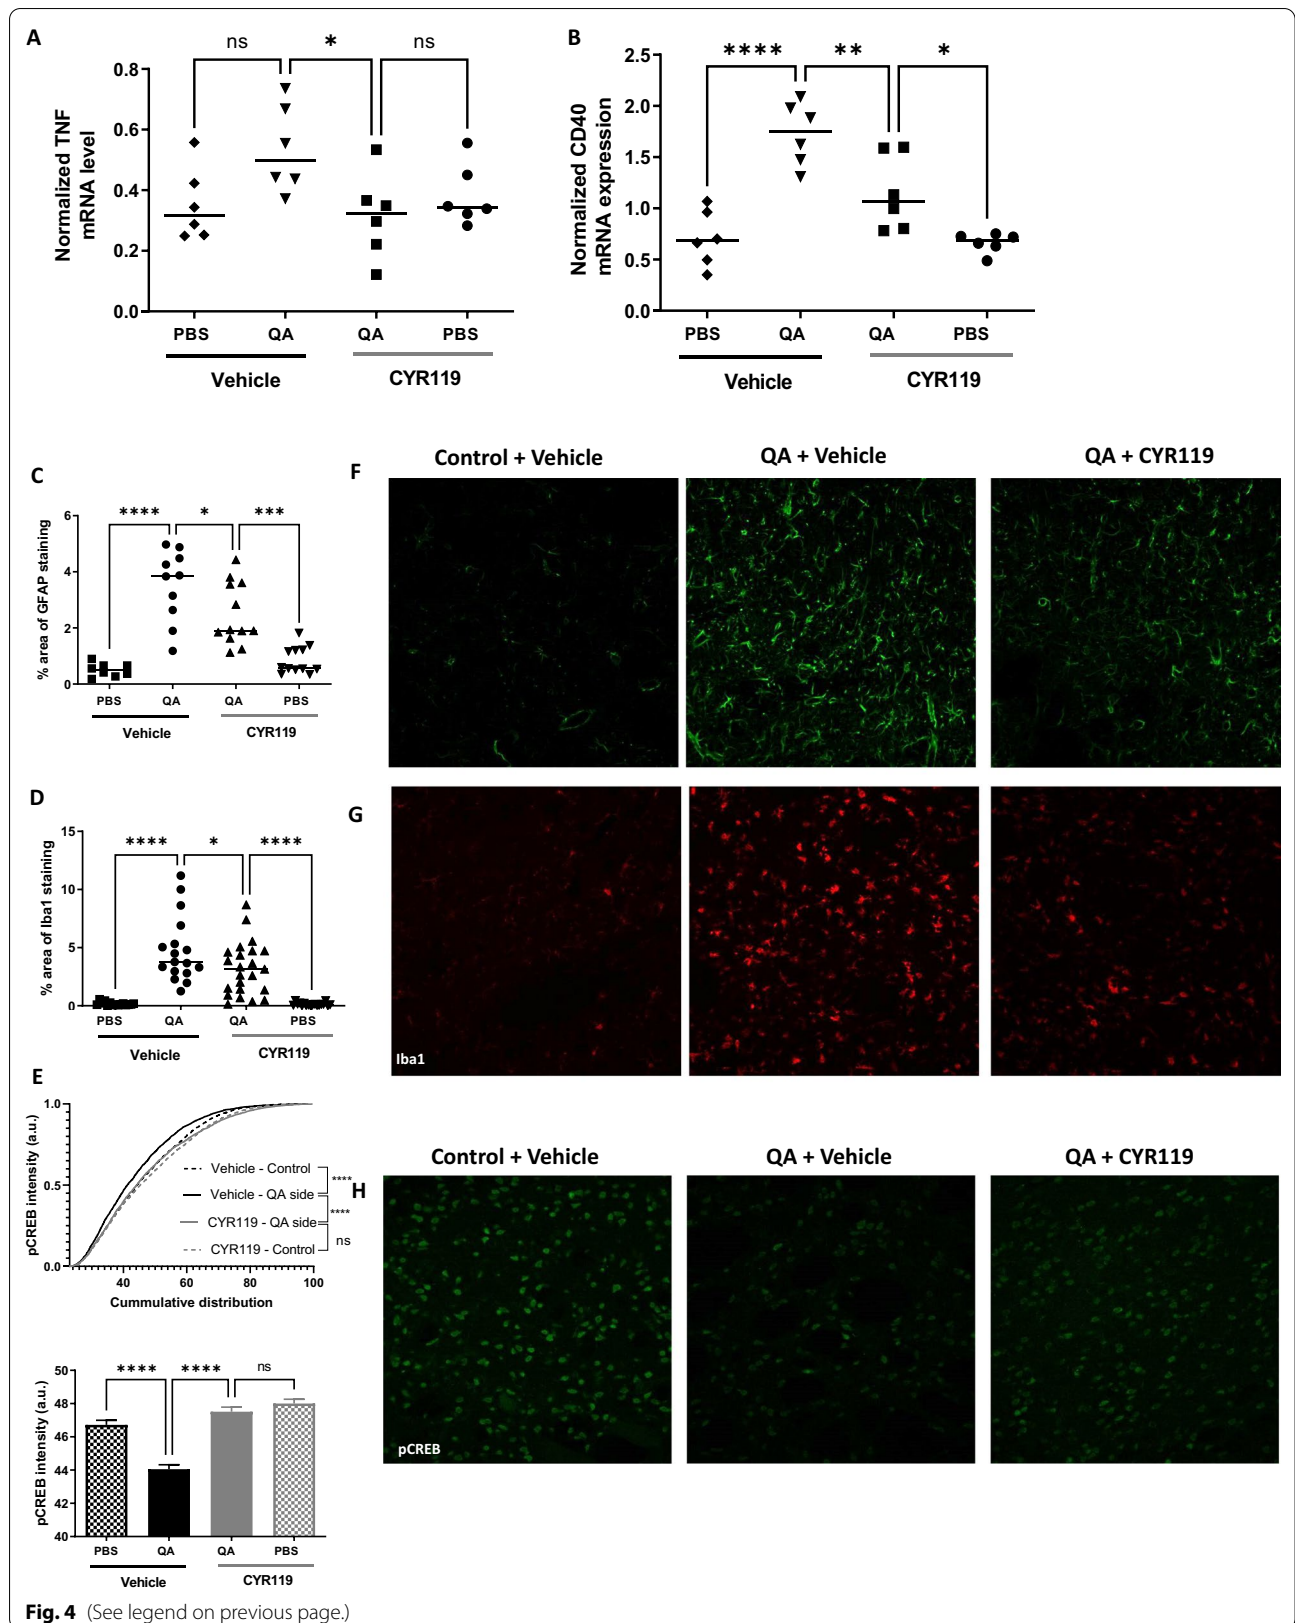 A
ns * ns
Normalized TNF
mRNA level
0.8
0.6
0.4
0.2
0.0
PBS QA QA PBS
Vehicle CYR119
B
**** ** *
Normalized CD40
mRNA expression
2.5
2.0
1.5
1.0
0.5
0.0
PBS QA QA PBS
Vehicle CYR119
C
**** * ***
% area of GFAP staining
6
4
2
0
PBS QA QA PBS
Vehicle CYR119
F
Control + Vehicle QA + Vehicle QA + CYR119
D
**** * ****
% area of Iba1 staining
15
10
5
0
PBS QA QA PBS
Vehicle CYR119
G
Iba1
E
pCREB intensity (a.u.)
1.0
0.5
0.0
Vehicle - Control
****
Vehicle - QA side
****
CYR119 - QA side
ns
CYR119 - Control
40 60 80 100
Cummulative distribution
**** **** ns
pCREB intensity (a.u.)
50
48
46
44
42
40
PBS QA QA PBS
Vehicle CYR119
H
Control + Vehicle QA + Vehicle QA + CYR119
pCREB
Fig. 4 (See legend on previous page.)